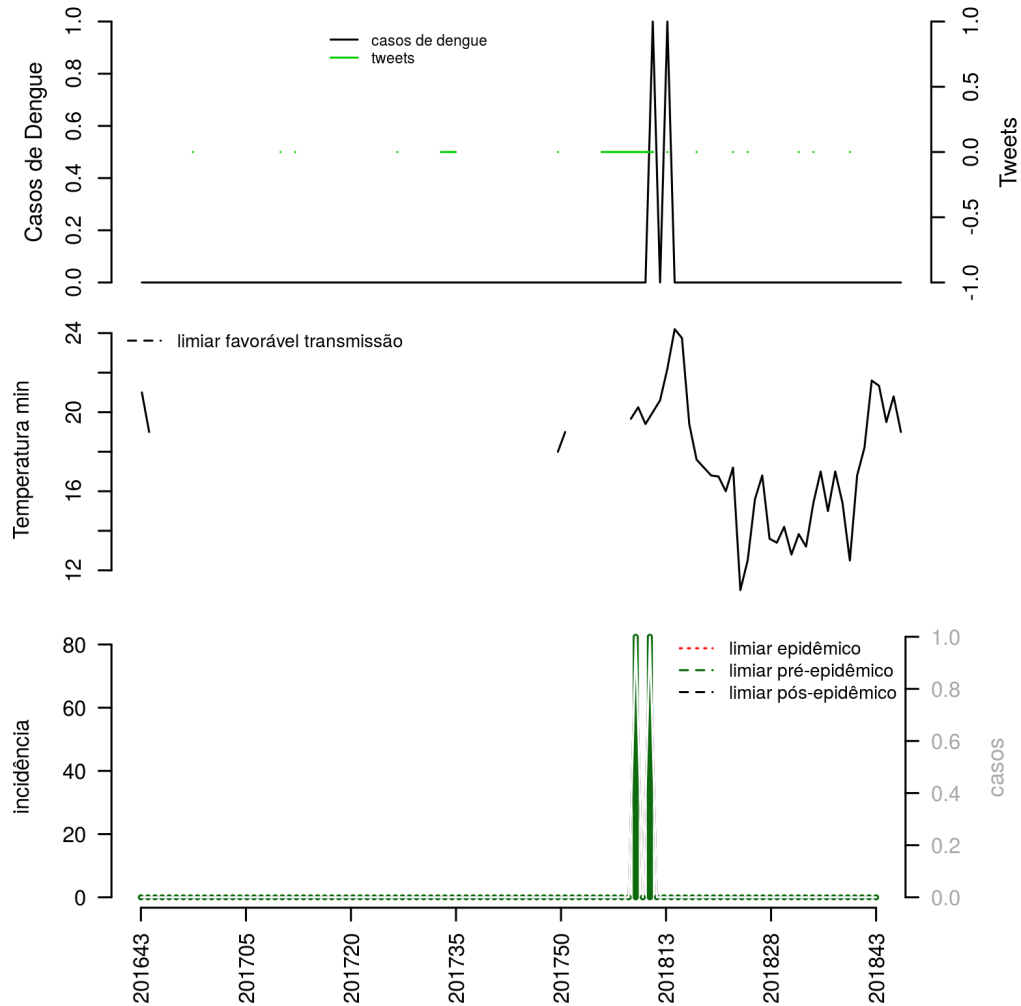 casos de dengue
tweets
Casos de Dengue
0.0 0.2 0.4 0.6 0.8 1.0
Tweets
-1.0 -0.5 0.0 0.5 1.0
limiar favorável transmissão
Temperatura min
12 16 20 24
limiar epidêmico
limiar pré-epidêmico
limiar pós-epidêmico
incidência
80
60
40
20
0
casos
1.0
0.8
0.6
0.4
0.2
0.0
201643 201705 201720 201735 201750 201813 201828 201843